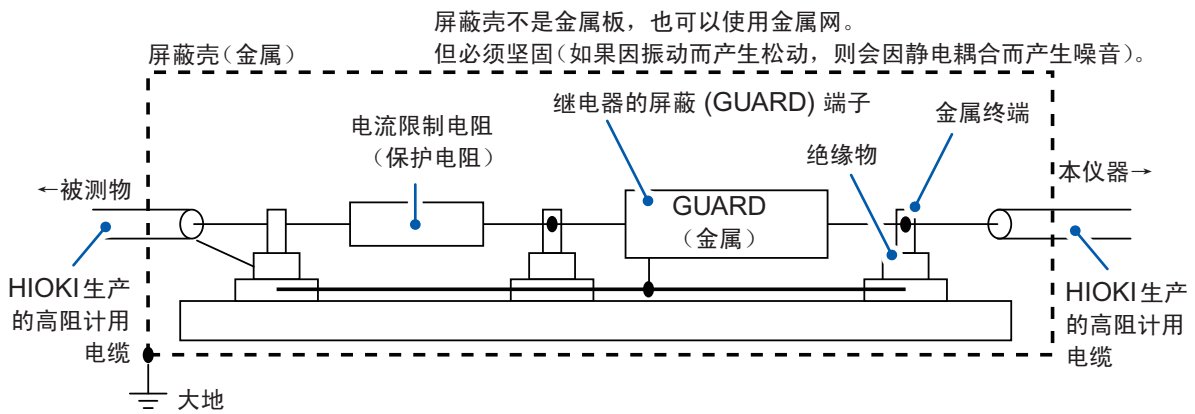 屏蔽壳不是金属板，也可以使用金属网。
屏蔽壳（金属）
但必须坚固（如果因振动而产生松动，则会因静电耦合而产生噪音）。
继电器的屏蔽 (GUARD) 端子
金属终端
电流限制电阻
（保护电阻）
绝缘物
←被测物
本仪器→
GUARD
（金属）
HIOKI生产
的高阻计用
电缆
HIOKI生产
的高阻计用
电缆
大地